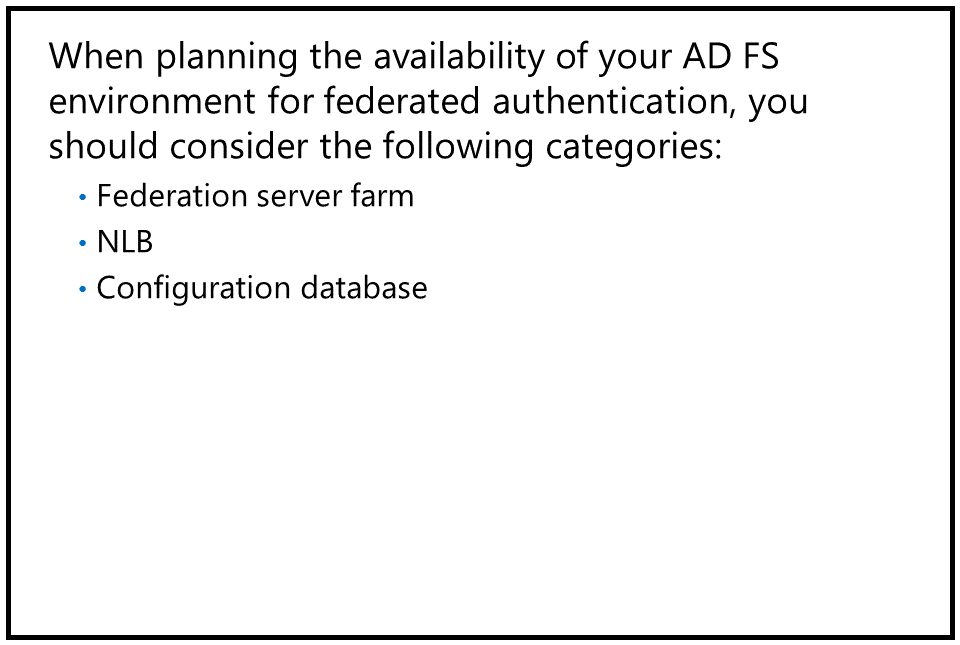 When planning the availability of your AD FS
environment for federated authentication, you
should consider the following categories:
• Federation server farm
• NLB
• Configuration database